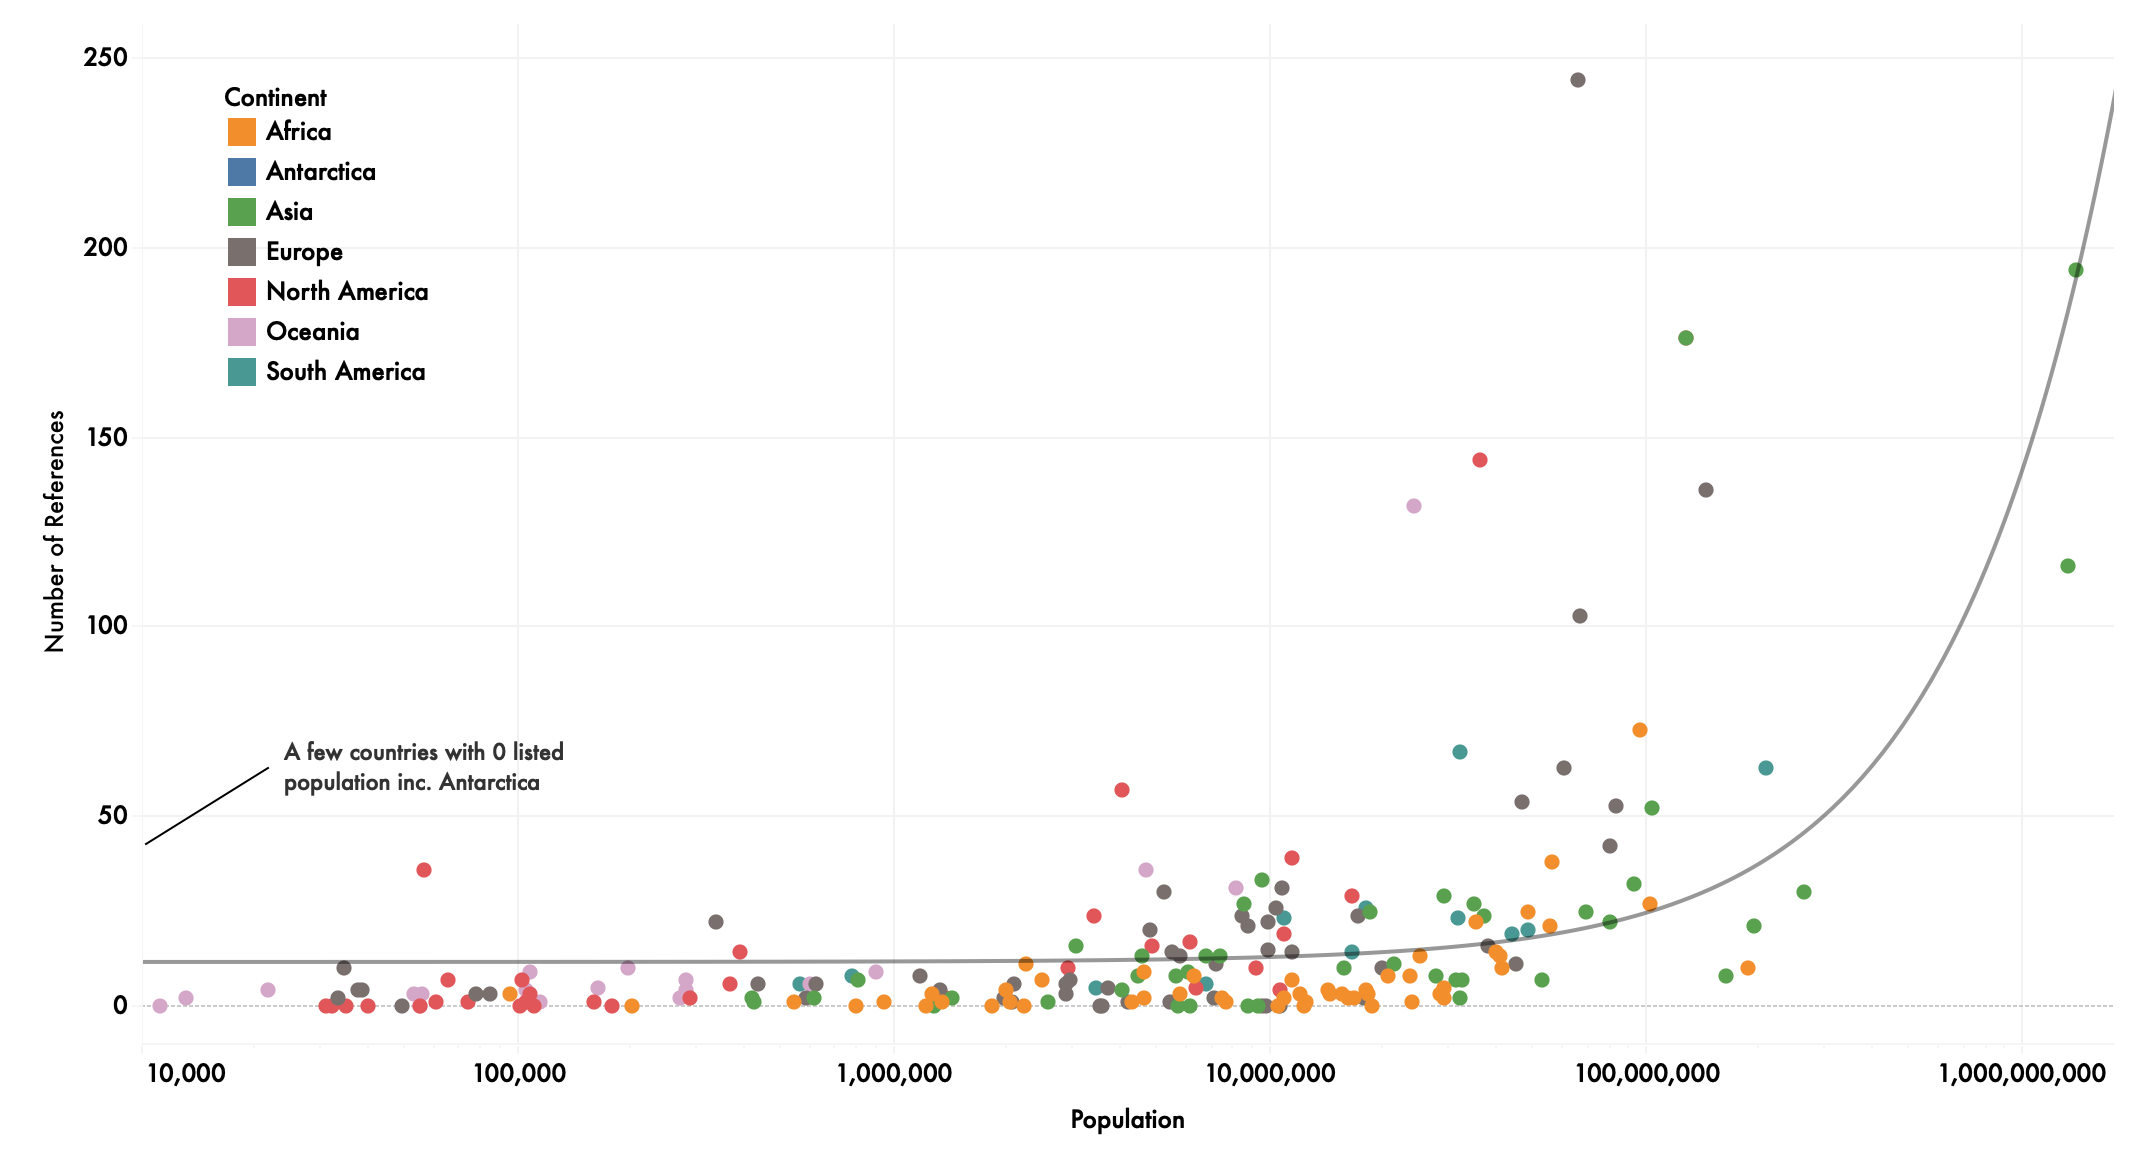 250
200
150
100
50
0
Number of References
Continent
Africa
Antarctica
Asia
Europe
North America
Oceania
South America
A few countries with 0 listed
population inc. Antarctica
10,000
100,000
1,000,000
10,000,000
100,000,000
1,000,000,000
Population